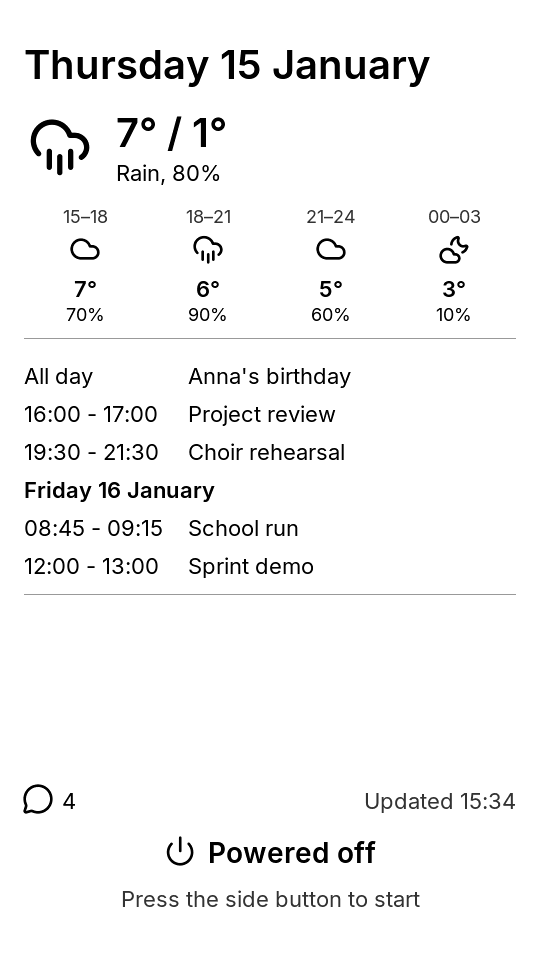 Thursday 15 January
7° / 1°
Rain, 80%
15–18 18–21 21–24 00–03
7° 6° 5° 3°
70% 90% 60% 10%
All day Anna's birthday
16:00 - 17:00 Project review
19:30 - 21:30 Choir rehearsal
Friday 16 January
08:45 - 09:15 School run
12:00 - 13:00 Sprint demo
4 Updated 15:34
Powered off
Press the side button to start